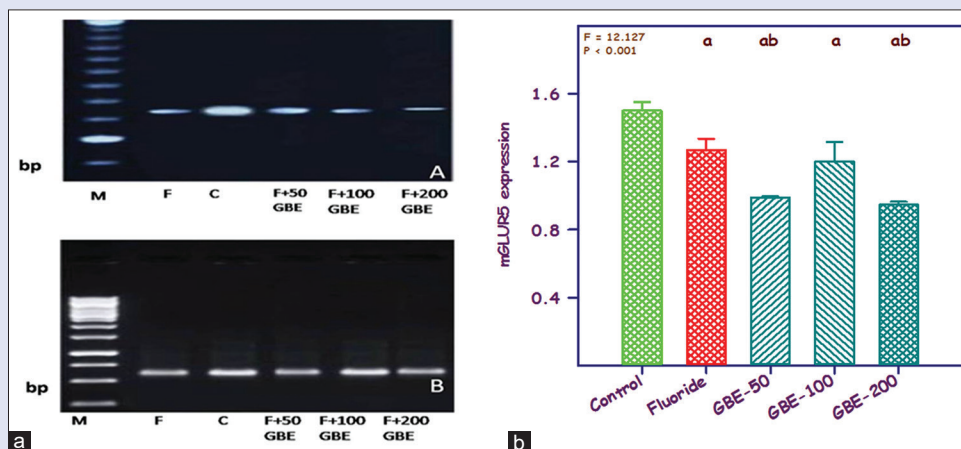 A
bp
M F C F+50 F+100 F+200
GBE GBE GBE
B
bp
M F C F+50 F+100 F+200
GBE GBE GBE
a
F = 12.127
P < 0.001
a ab a ab
1.6
1.2
0.8
0.4
mGLUR5 expression
Control Fluoride GBE-50 GBE-100 GBE-200
b